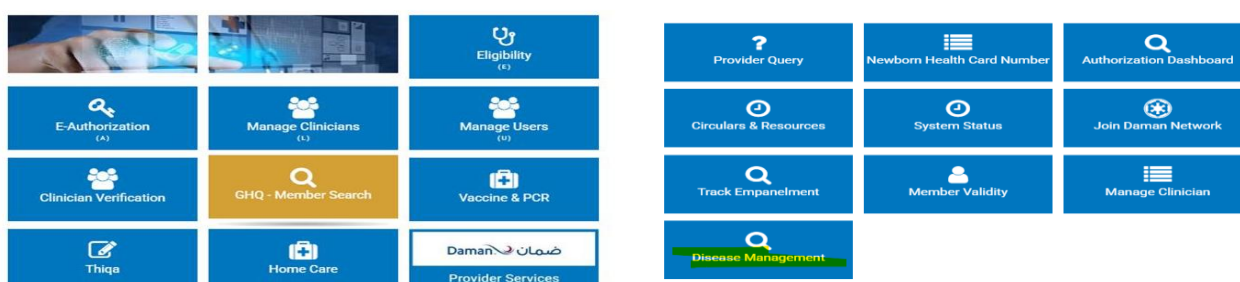 Eligibility
(E)
E-Authorization
(A)
Manage Clinicians
(L)
Manage Users
(U)
Clinician Verification
GHQ - Member Search
Vaccine & PCR
Thiqa
Home Care
Daman ضمان
Provider Services
?
Provider Query
Newborn Health Card Number
Authorization Dashboard
Circulars & Resources
System Status
Join Daman Network
Track Empanelment
Member Validity
Manage Clinician
Disease Management